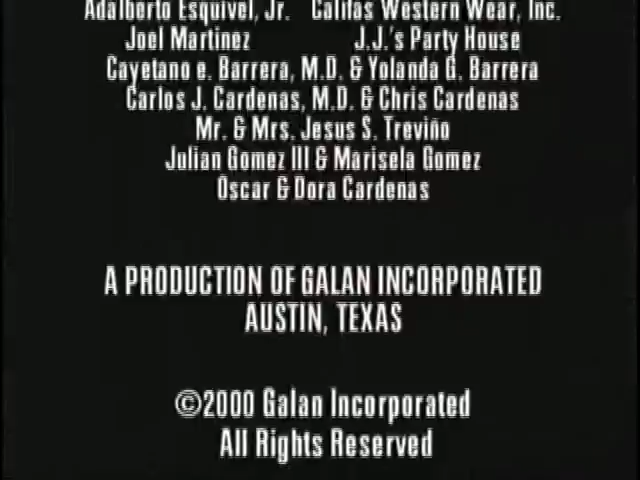 Adalberto Esquivel, Jr. Califas Western Wear, Inc.
Joel Martinez J.J.'s Party House
Cayetano e. Barrera, M.D. & Yolanda G. Barrera
Carlos J. Cardenas, M.D. & Chris Cardenas
Mr. & Mrs. Jesus S. Treviño
Julian Gomez III & Marisela Gomez
Oscar & Dora Cardenas
A PRODUCTION OF GALAN INCORPORATED
AUSTIN, TEXAS
©2000 Galan Incorporated
All Rights Reserved